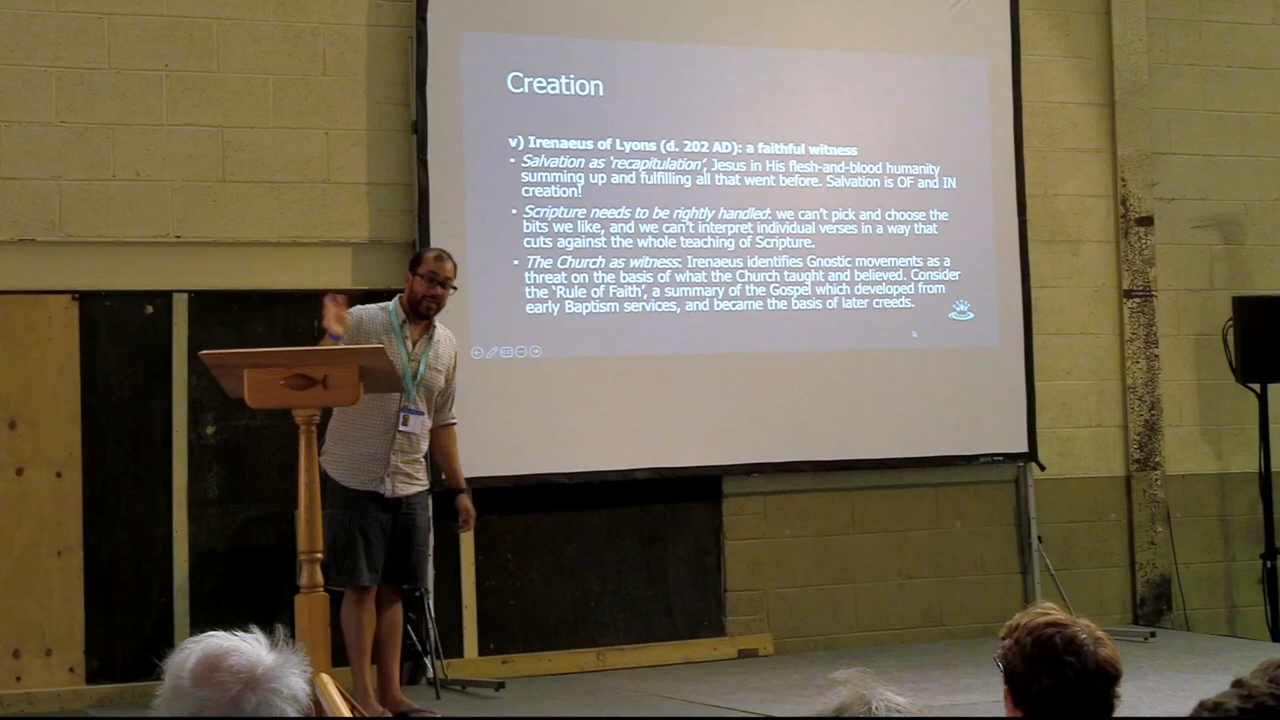 Creation
v) Irenaeus of Lyons (d. 202 AD): a faithful witness
• Salvation as ‘recapitulation’, Jesus in His flesh-and-blood humanity
summing up and fulfilling all that went before. Salvation is OF and IN
creation!
• Scripture needs to be rightly handled: we can’t pick and choose the
bits we like, and we can’t interpret individual verses in a way that
cuts against the whole teaching of Scripture.
• The Church as witness: Irenaeus identifies Gnostic movements as a
threat on the basis of what the Church taught and believed. Consider
the ‘Rule of Faith’, a summary of the Gospel which developed from
early Baptism services, and became the basis of later creeds.